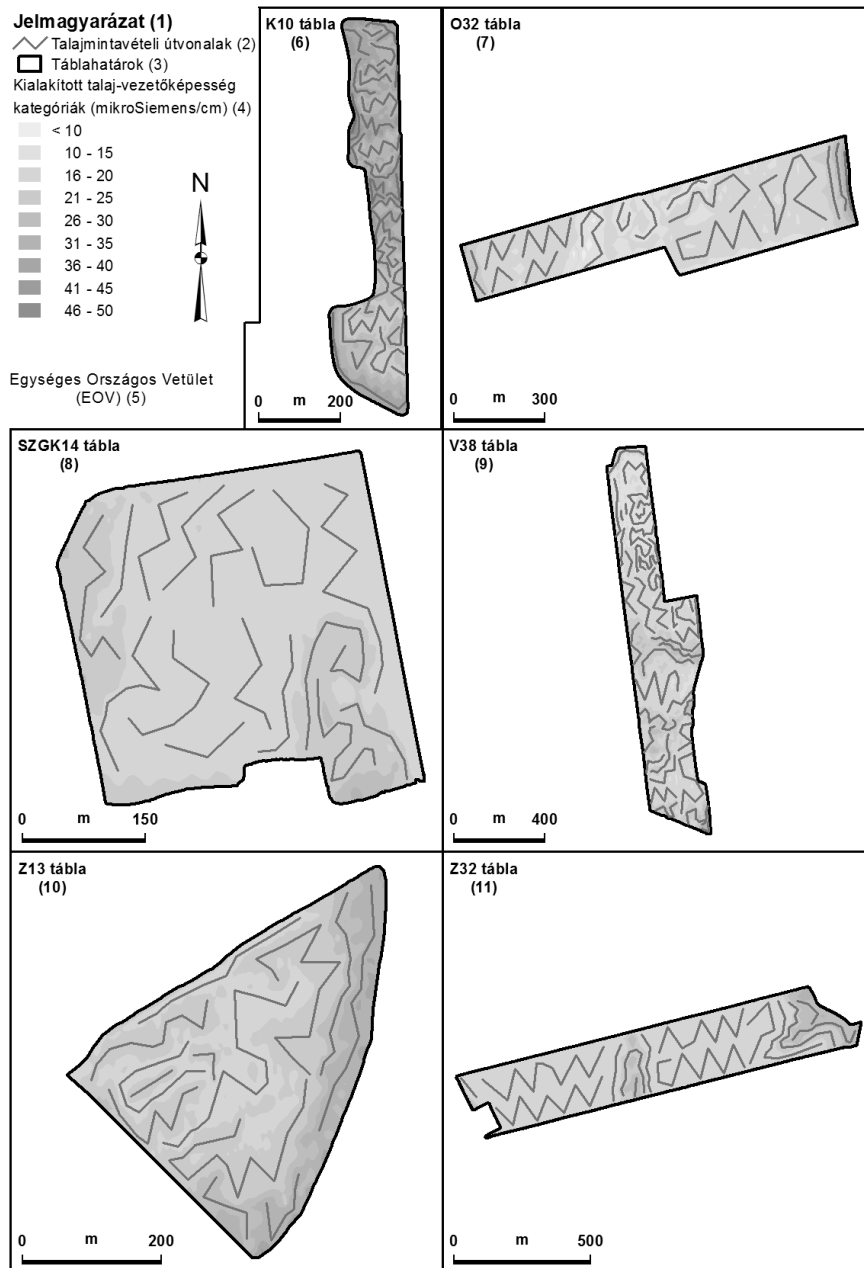 Jelmagyarázat (1)
Talajmintavételi útvonalak (2)
Táblahatárok (3)
Kialakított talaj-vezetőképesség
kategóriák (mikroSiemens/cm) (4)
< 10
10 - 15
16 - 20
21 - 25
26 - 30
31 - 35
36 - 40
41 - 45
46 - 50
N
Egységes Országos Vetület
(EOV) (5)
K10 tábla
(6)
0 m 200
O32 tábla
(7)
0 m 300
SZGK14 tábla
(8)
0 m 150
V38 tábla
(9)
0 m 400
Z13 tábla
(10)
0 m 200
Z32 tábla
(11)
0 m 500